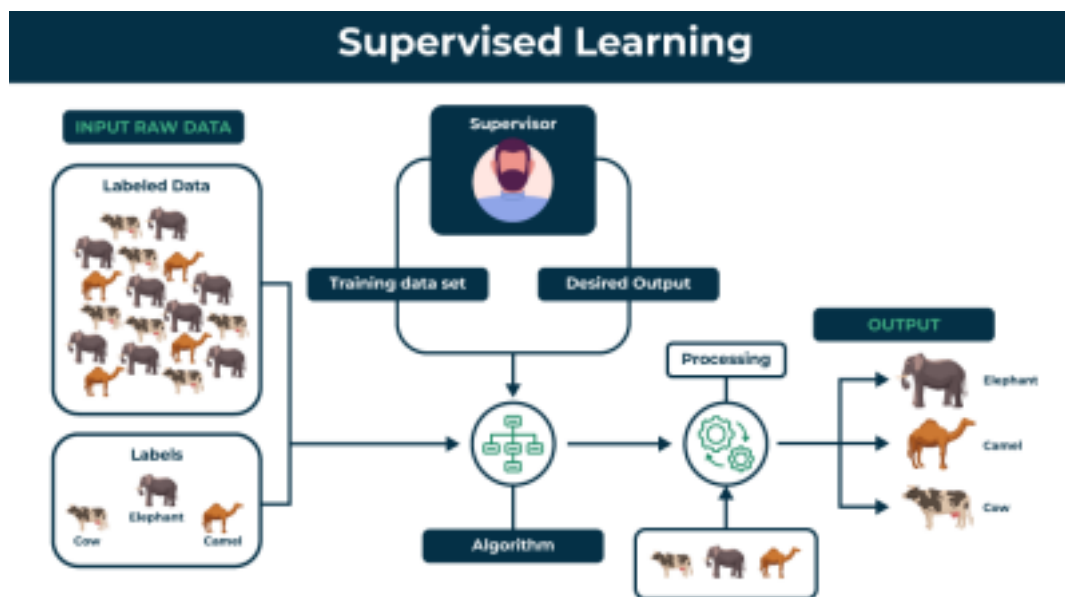 Supervised Learning
INPUT RAW DATA
Labeled Data
Labels
Elephant
Cow
Camel
Supervisor
Training data set
Desired Output
Algorithm
Processing
OUTPUT
Elephant
Camel
Cow